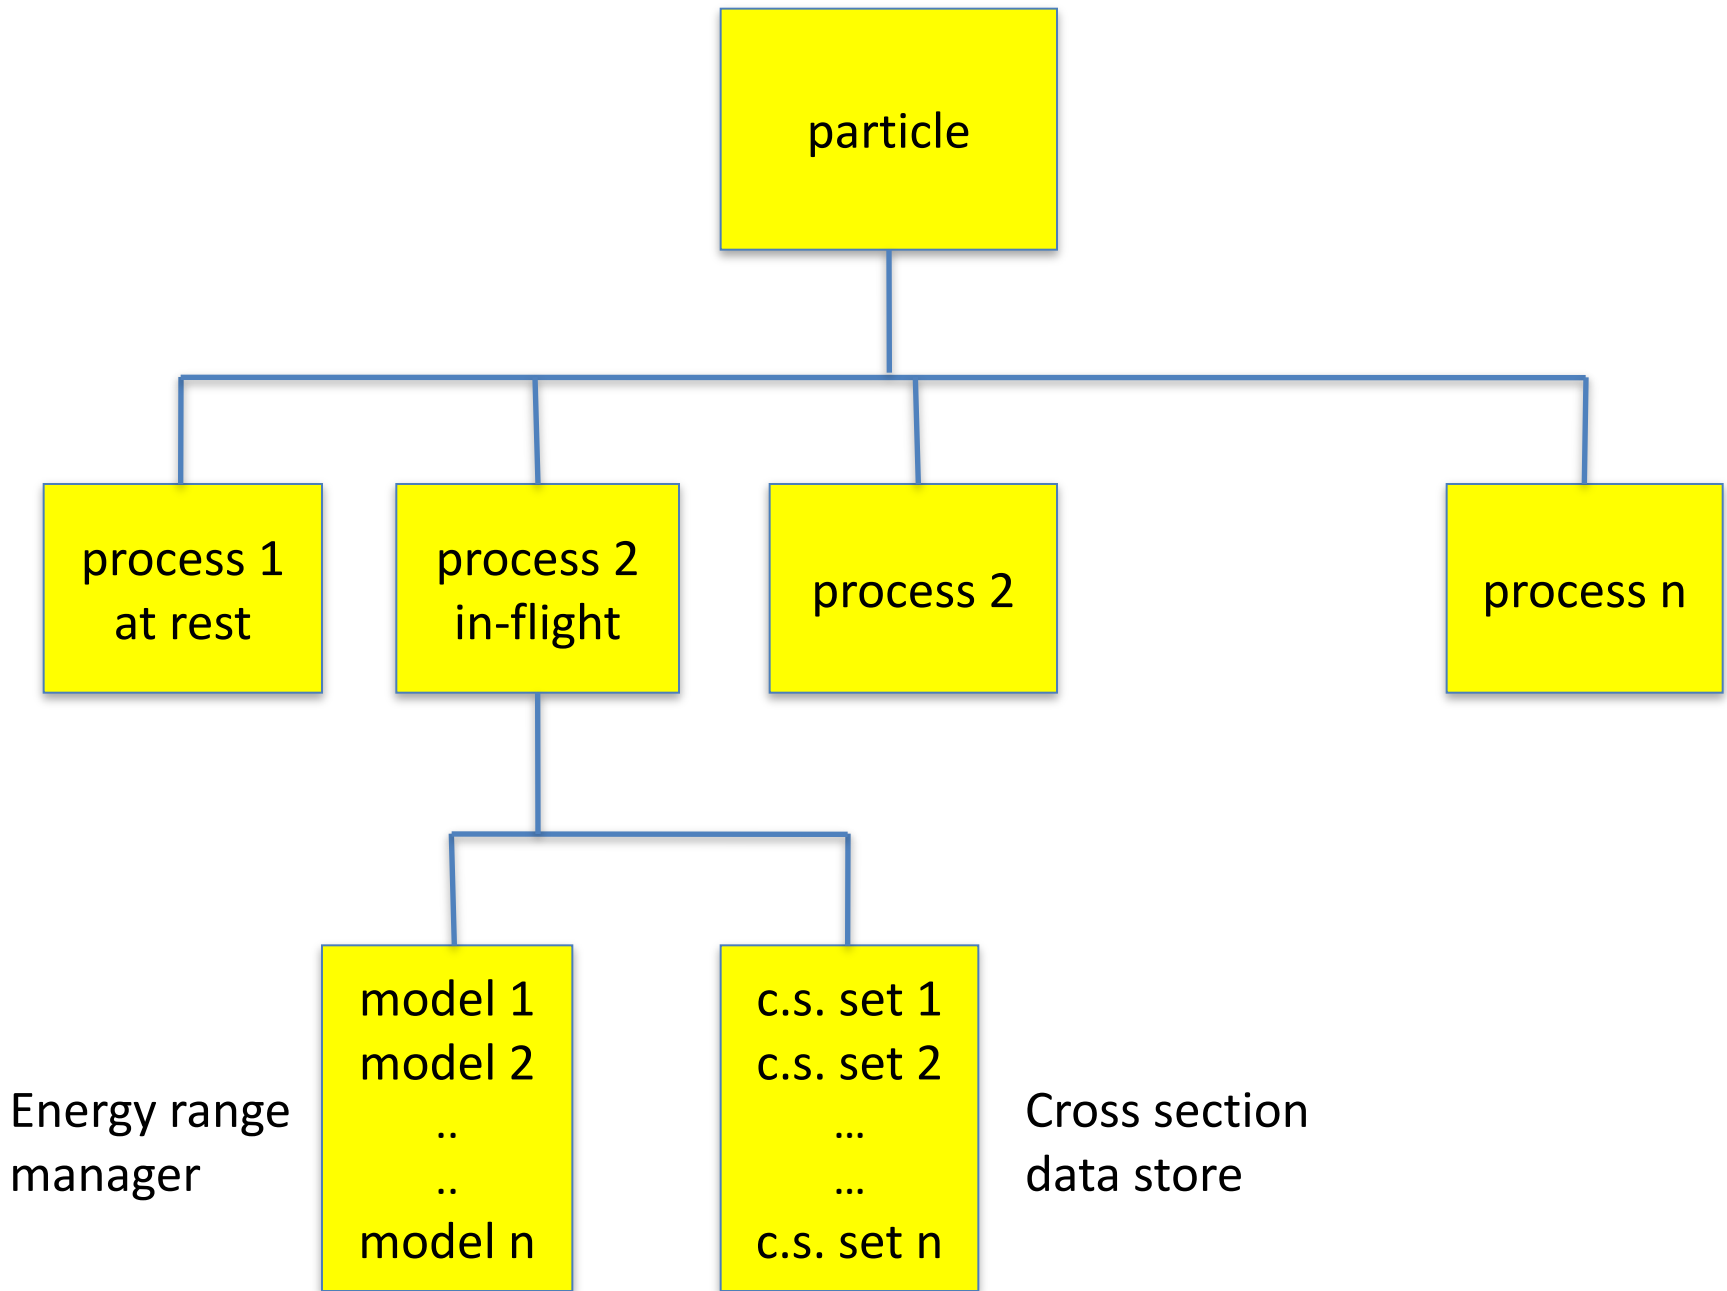 particle
process 1
at rest
process 2
in-flight
process 2
process n
Energy range
manager
model 1
model 2
..
..
model n
c.s. set 1
c.s. set 2
...
...
c.s. set n
Cross section
data store